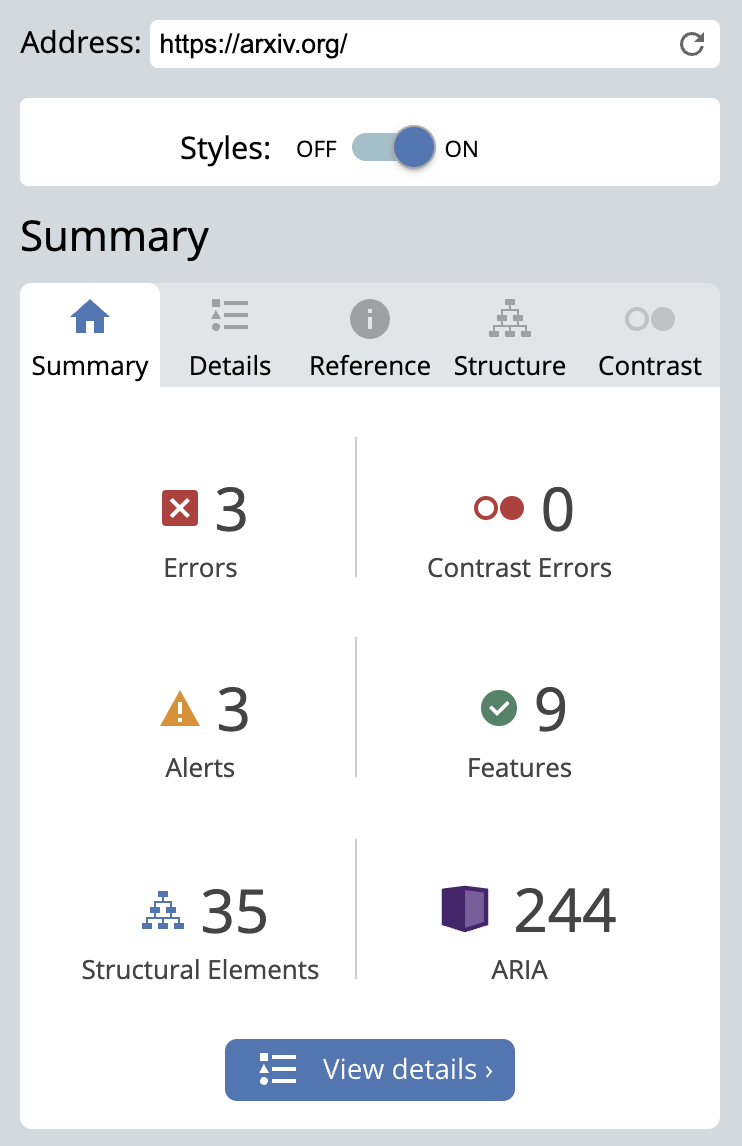 Address: https://arxiv.org/
Styles: OFF ON
Summary
Summary Details Reference Structure Contrast
3 0
Errors Contrast Errors
3 9
Alerts Features
35 244
Structural Elements ARIA
View details ›